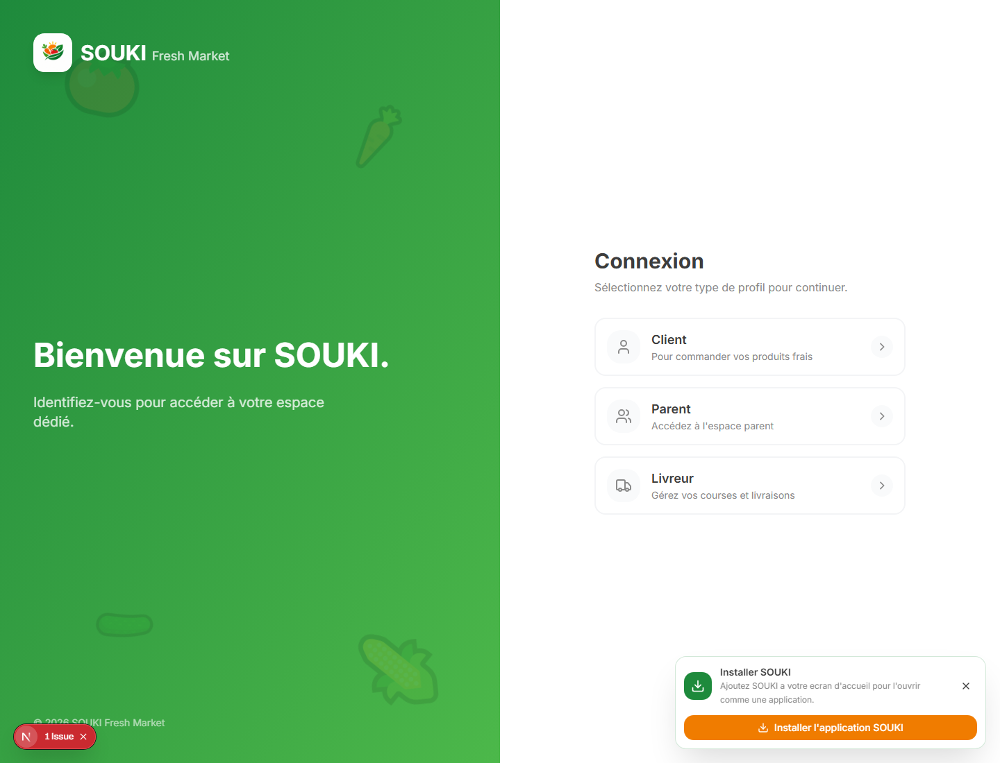 SOUKI Fresh Market
Bienvenue sur SOUKI.
Identifiez-vous pour accéder à votre espace
dédié.
© 2026 SOUKI Fresh Market
N 1 Issue
Connexion
Sélectionnez votre type de profil pour continuer.
Client
Pour commander vos produits frais
Parent
Accédez à l'espace parent
Livreur
Gérez vos courses et livraisons
Installer SOUKI
Ajoutez SOUKI a votre ecran d'accueil pour l'ouvrir
comme une application.
Installer l'application SOUKI